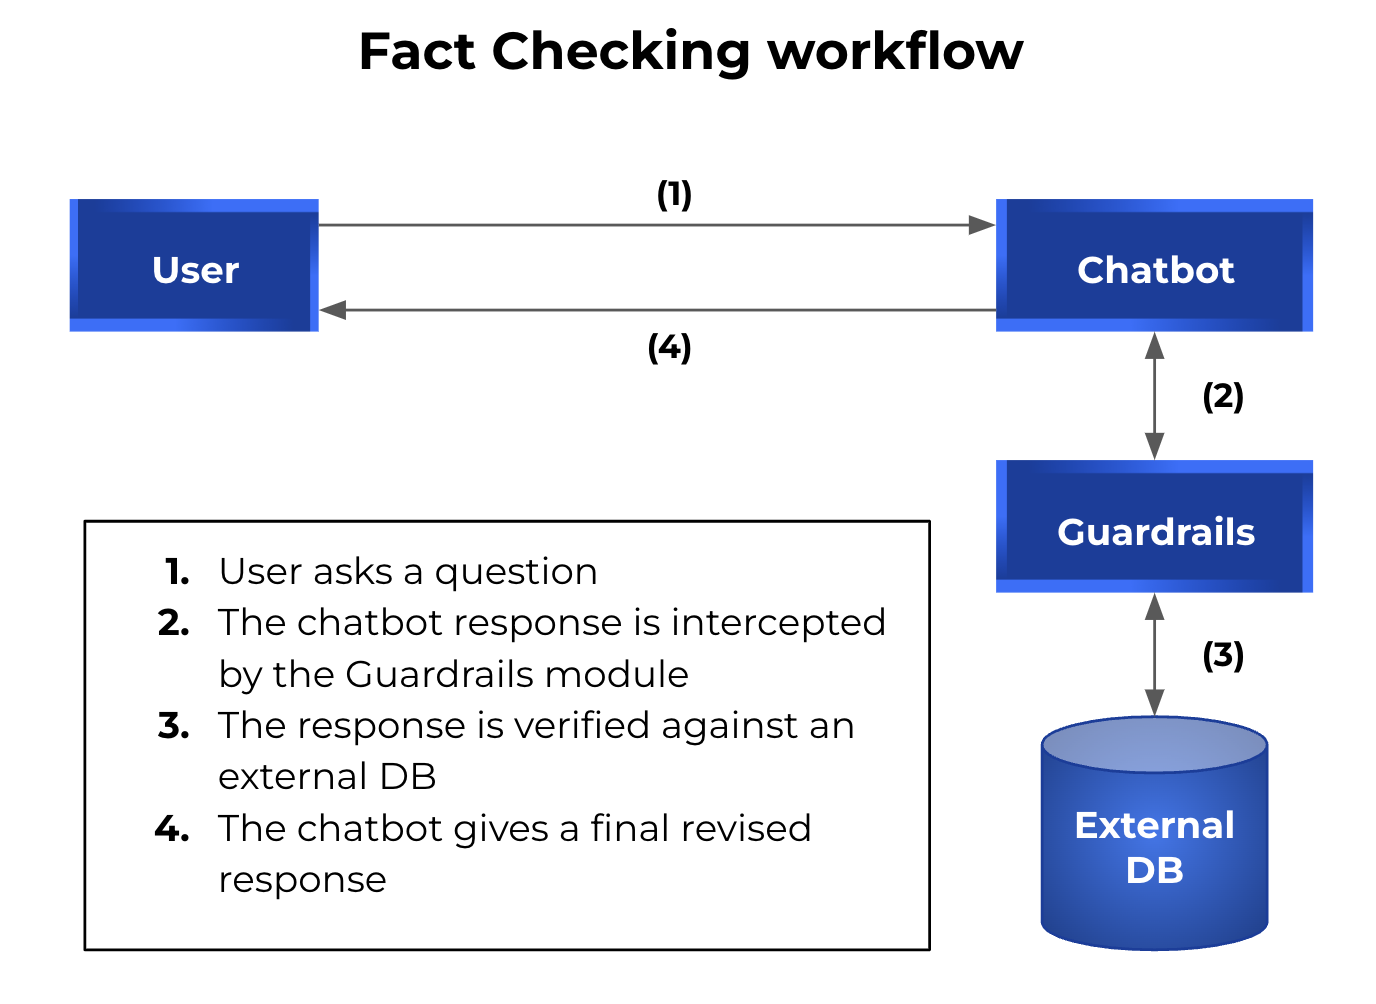 Fact Checking workflow
(1)
User
Chatbot
(4)
(2)
Guardrails
(3)
External
DB
1. User asks a question
2. The chatbot response is intercepted
by the Guardrails module
3. The response is verified against an
external DB
4. The chatbot gives a final revised
response